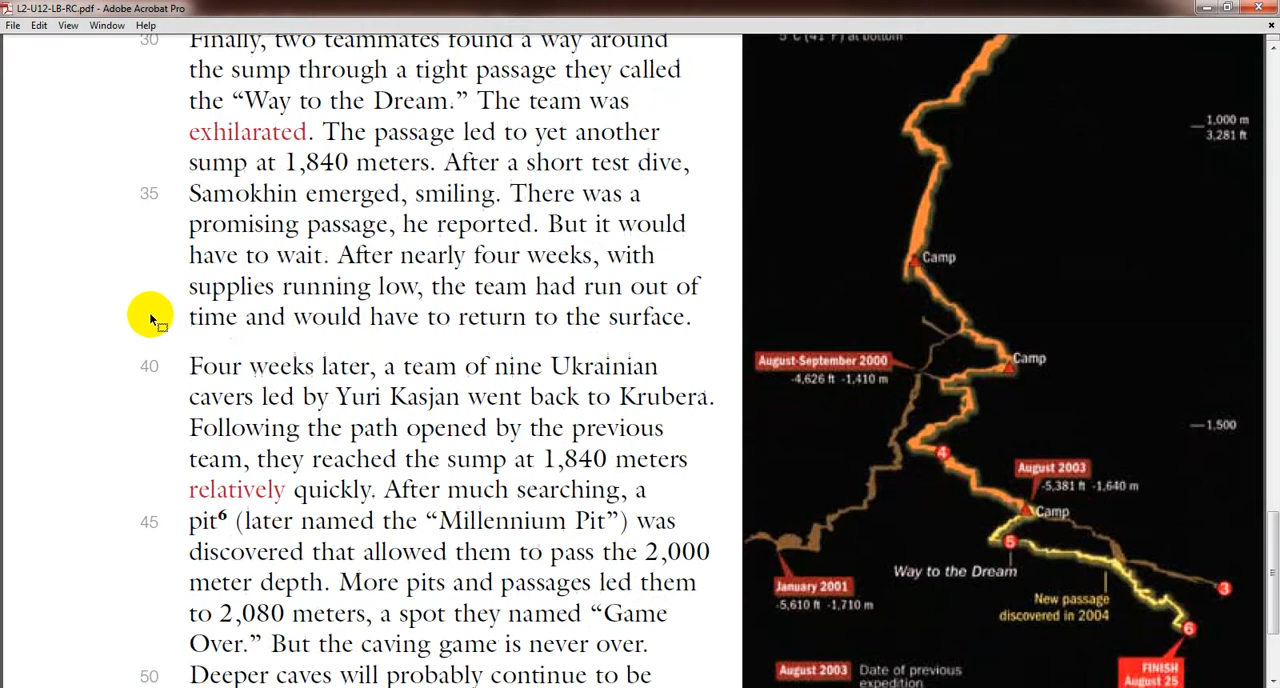 L2-U12-LB-RC.pdf - Adobe Acrobat Pro
File Edit View Window Help
30 Finally, two teammates found a way around
the sump through a tight passage they called
the “Way to the Dream.” The team was
exhilarated. The passage led to yet another
sump at 1,840 meters. After a short test dive,
35 Samokhin emerged, smiling. There was a
promising passage, he reported. But it would
have to wait. After nearly four weeks, with
supplies running low, the team had run out of
time and would have to return to the surface.
40 Four weeks later, a team of nine Ukrainian
cavers led by Yuri Kasjan went back to Krubera.
Following the path opened by the previous
team, they reached the sump at 1,840 meters
relatively quickly. After much searching, a
45 pit⁶ (later named the “Millennium Pit”) was
discovered that allowed them to pass the 2,000
meter depth. More pits and passages led them
to 2,080 meters, a spot they named “Game
Over.” But the caving game is never over.
50 Deeper caves will probably continue to be
5°C (41°F) at bottom
1,000 m
3,281 ft
Camp
Camp
August-September 2000
-4,626 ft -1,410 m
1,500
4
August 2003
-5,381 ft -1,640 m
Camp
5
Way to the Dream
January 2001
-5,610 ft -1,710 m
3
New passage
discovered in 2004
6
FINISH
August 25
August 2003 Date of previous
expedition